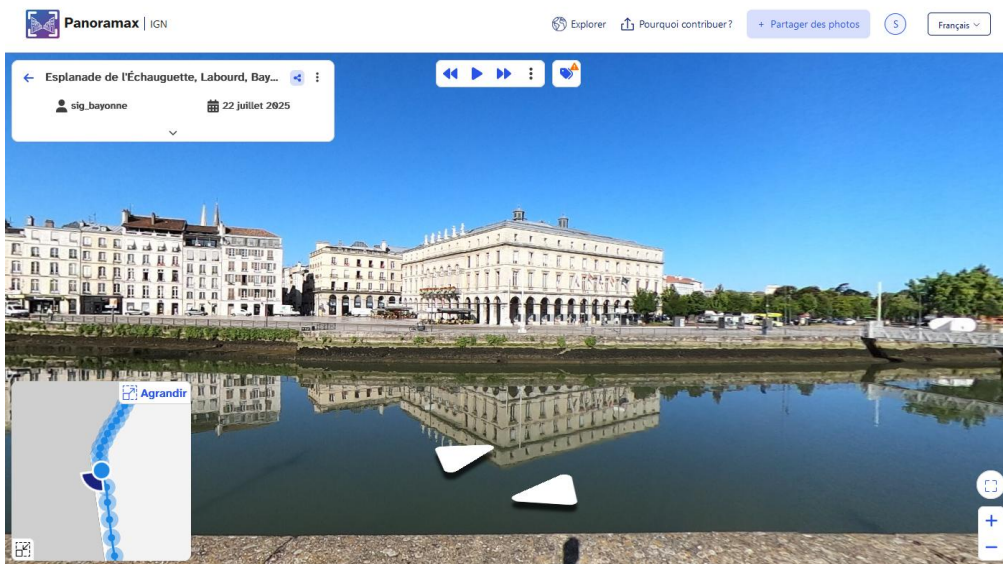 Panoramax | IGN
Explorer
Pourquoi contribuer ?
+ Partager des photos
S
Français
Esplanade de l'Échauguette, Labourd, Bay...
sig_bayonne
22 juillet 2025
Agrandir